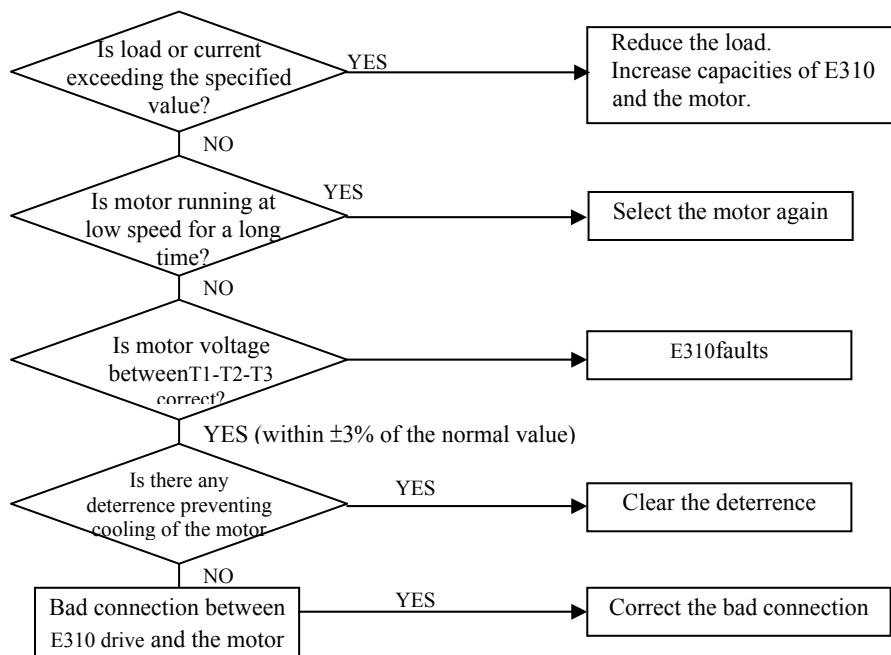 Is load or current
exceeding the specified
value?
YES
Reduce the load.
Increase capacities of E310
and the motor.
NO
Is motor running at
low speed for a long
time?
YES
Select the motor again
NO
Is motor voltage
betweenT1-T2-T3
correct?
E310faults
YES (within ±3% of the normal value)
Is there any
deterrence preventing
cooling of the motor
YES
Clear the deterrence
NO
Bad connection between
E310 drive and the motor
YES
Correct the bad connection